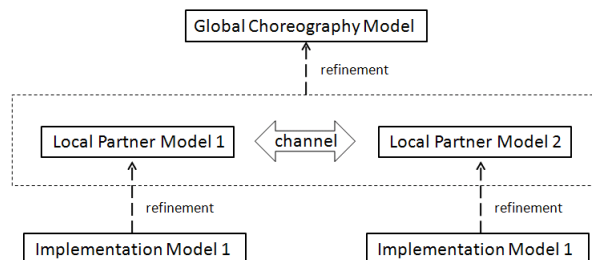 Global Choreography Model
refinement
Local Partner Model 1
channel
Local Partner Model 2
refinement
refinement
Implementation Model 1
Implementation Model 1